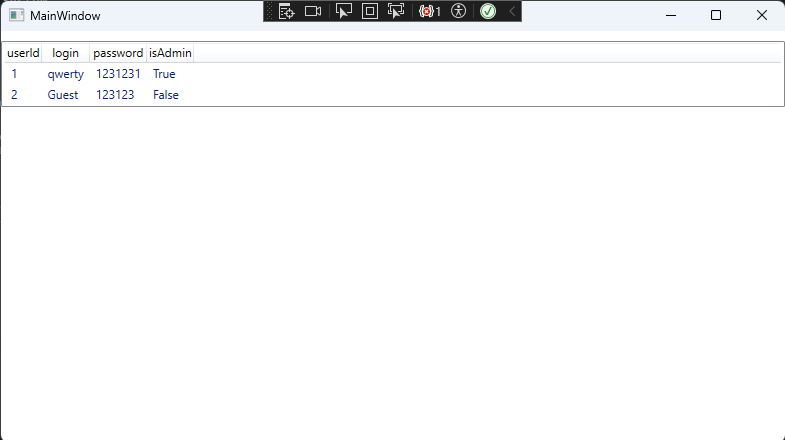 MainWindow
1
userId login password isAdmin
1 qwerty 1231231 True
2 Guest 123123 False